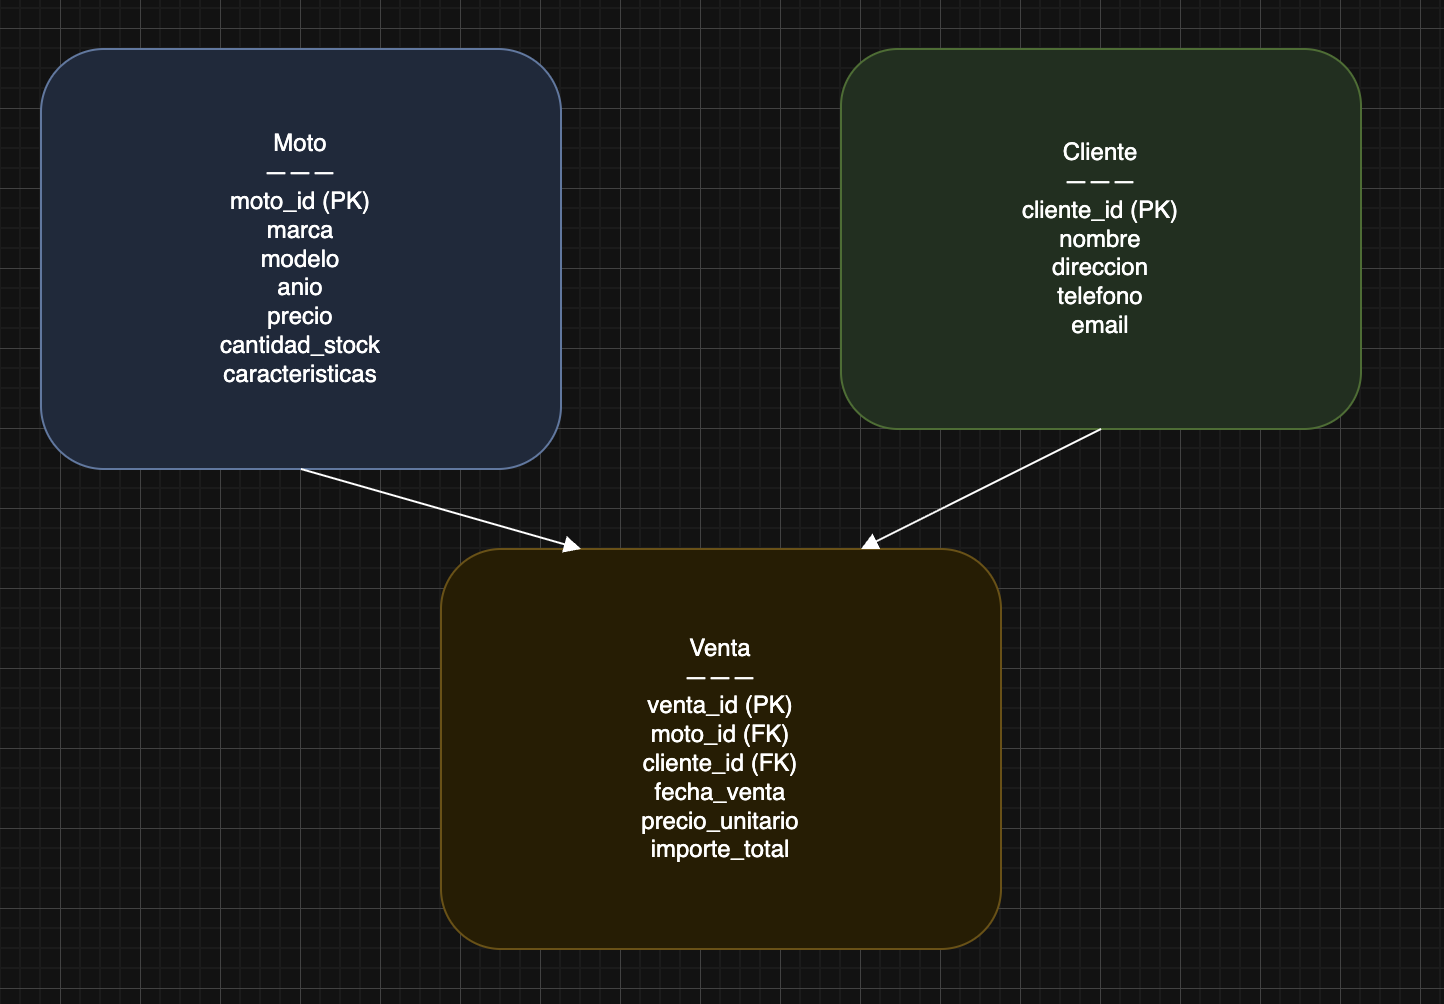 Moto
— — —
moto_id (PK)
marca
modelo
anio
precio
cantidad_stock
caracteristicas
Cliente
— — —
cliente_id (PK)
nombre
direccion
telefono
email
Venta
— — —
venta_id (PK)
moto_id (FK)
cliente_id (FK)
fecha_venta
precio_unitario
importe_total